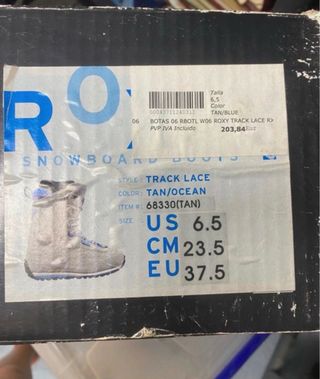 Talla
6,5
Color
TAN/BLUE
06 BOTAS 06 RBOTL W06 ROXY TRACK LACE R>
PVP IVA Incluido 203,84
ROX
SNOWBOARD BOOTS
STYLE: TRACK LACE
COLOR: TAN/OCEAN
ITEM #: 68330(TAN)
SIZE:
US 6.5
CM 23.5
EU 37.5